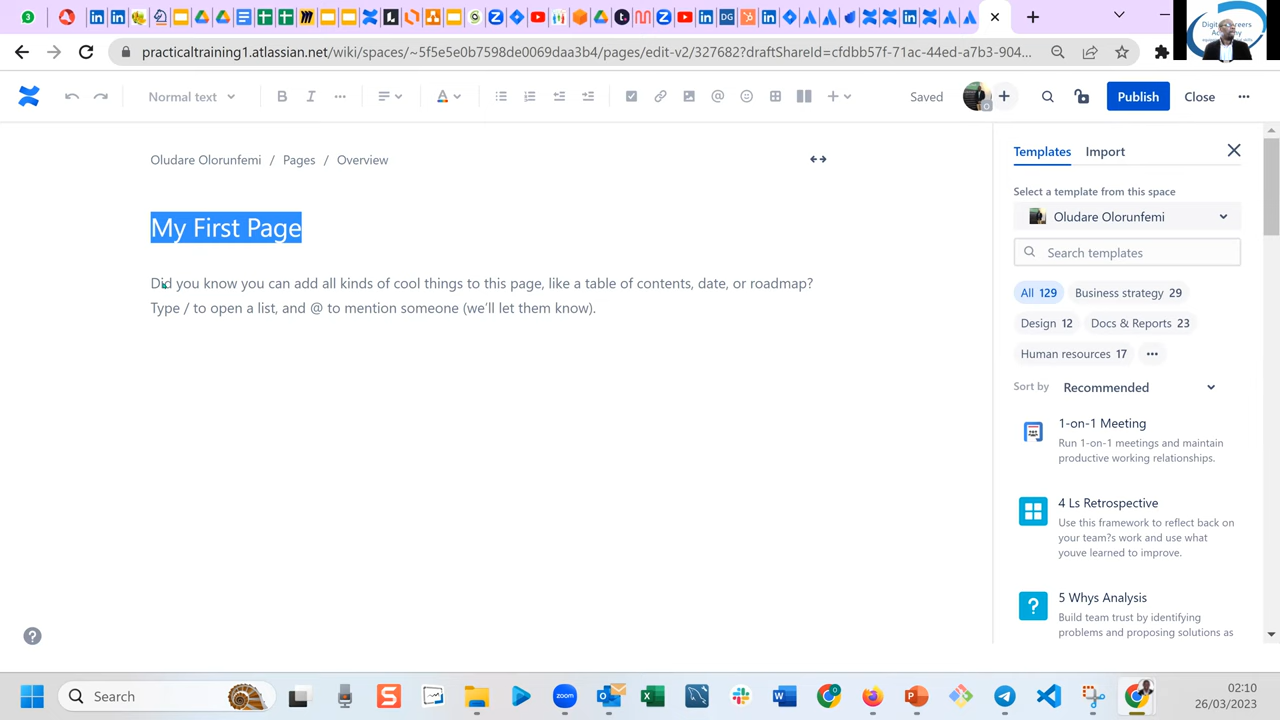 practicaltraining1.atlassian.net/wiki/spaces/~5f5e5e0b7598de0069daa3b4/pages/edit-v2/327682?draftShareId=cfdbb57f-71ac-44ed-a7b3-904...
Normal text
Saved
Publish
Close
Oludare Olorunfemi / Pages / Overview
My First Page
Did you know you can add all kinds of cool things to this page, like a table of contents, date, or roadmap?
Type / to open a list, and @ to mention someone (we'll let them know).
Templates
Import
Select a template from this space
Oludare Olorunfemi
Search templates
All 129
Business strategy 29
Design 12
Docs & Reports 23
Human resources 17
Sort by
Recommended
1-on-1 Meeting
Run 1-on-1 meetings and maintain
productive working relationships.
4 Ls Retrospective
Use this framework to reflect back on
your team?s work and use what
youve learned to improve.
5 Whys Analysis
Build team trust by identifying
problems and proposing solutions as
Search
02:10
26/03/2023